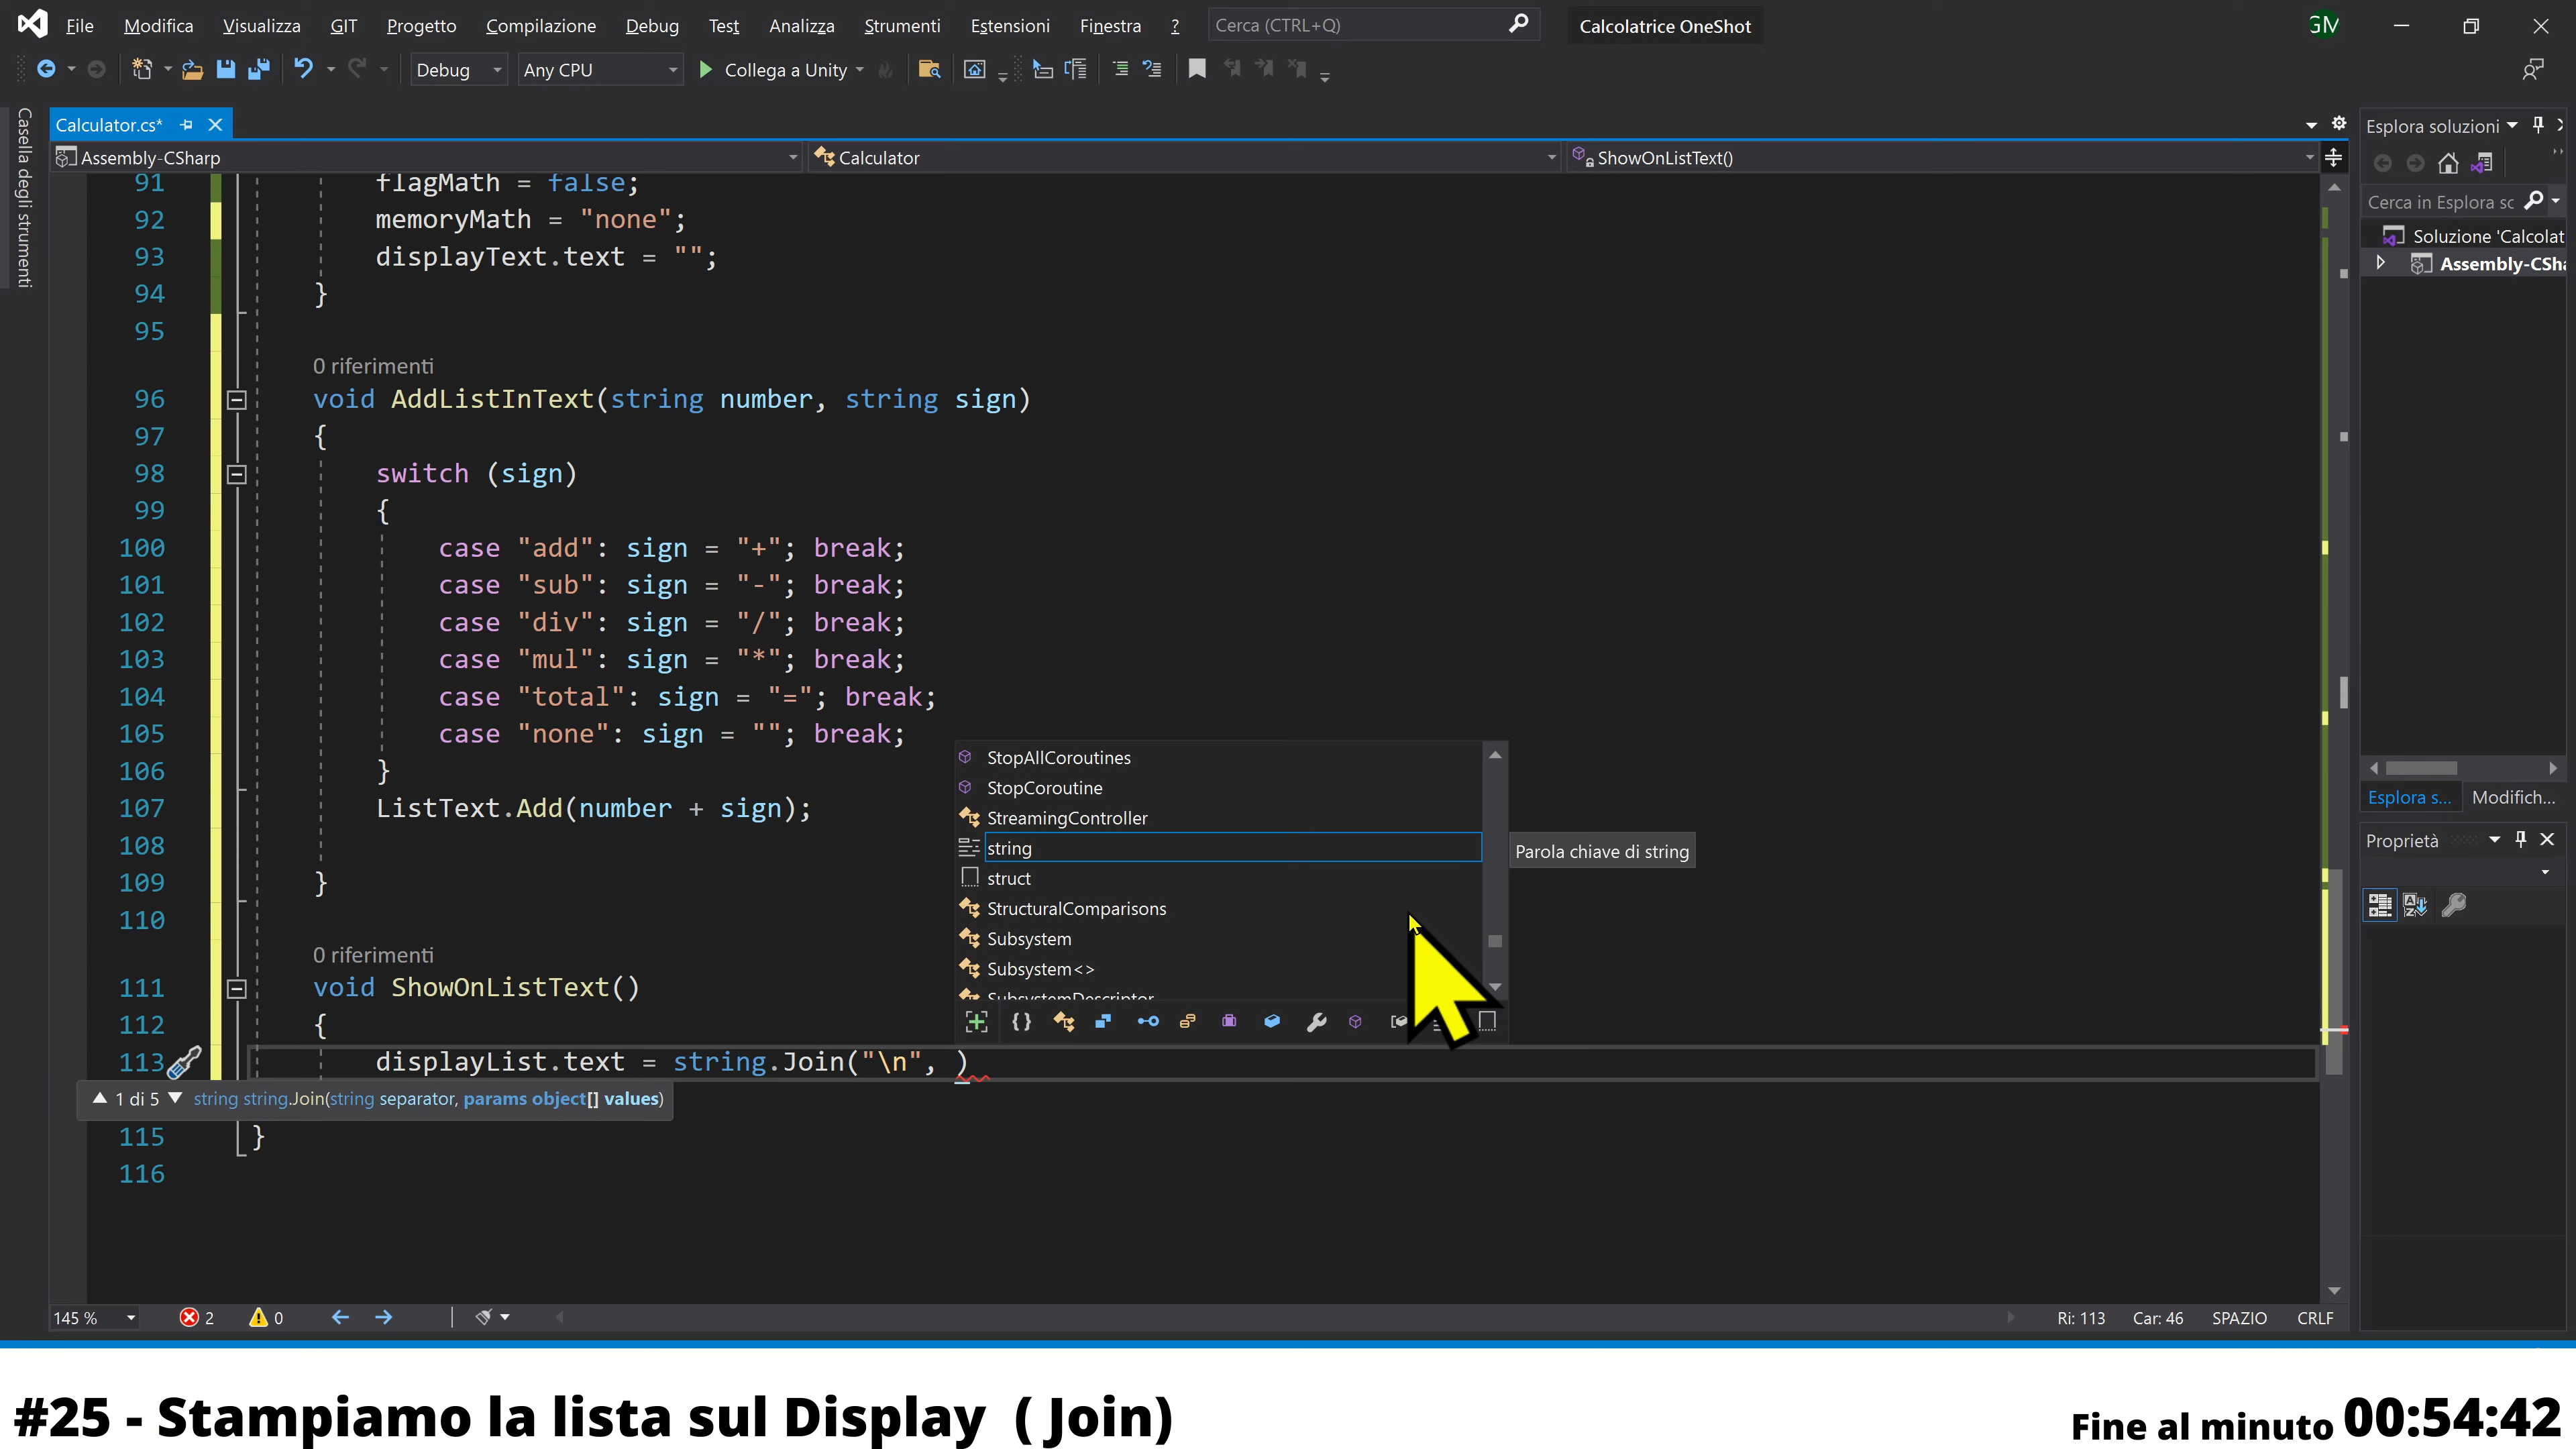 File Modifica Visualizza GIT Progetto Compilazione Debug Test Analizza Strumenti Estensioni Finestra ? Cerca (CTRL+Q) Calcolatrice OneShot GM
Debug Any CPU Collega a Unity
Casella degli strumenti
Calculator.cs*
Assembly-CSharp Calculator ShowOnListText()
91 flagMath = false;
92 memoryMath = "none";
93 displayText.text = "";
94 }
95
0 riferimenti
96 void AddListInText(string number, string sign)
97 {
98 switch (sign)
99 {
100 case "add": sign = "+"; break;
101 case "sub": sign = "-"; break;
102 case "div": sign = "/"; break;
103 case "mul": sign = "*"; break;
104 case "total": sign = "="; break;
105 case "none": sign = ""; break;
106 }
107 ListText.Add(number + sign);
108
109 }
110
0 riferimenti
111 void ShowOnListText()
112 {
113 displayList.text = string.Join("\n", )
1 di 5 string string.Join(string separator, params object[] values)
115 }
116
StopAllCoroutines
StopCoroutine
StreamingController
string
Parola chiave di string
struct
StructuralComparisons
Subsystem
Subsystem<>
SubsystemDescriptor
Esplora soluzioni
Cerca in Esplora sc
Soluzione 'Calcolat
Assembly-CSha
Esplora s... Modifich...
Proprietà
145 % 2 0 Ri: 113 Car: 46 SPAZIO CRLF
#25 - Stampiamo la lista sul Display ( Join)
Fine al minuto 00:54:42